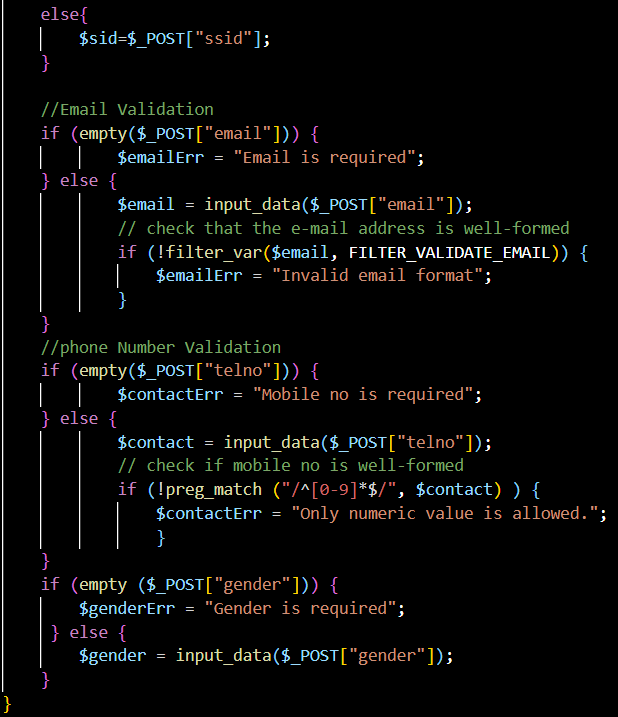 else{
$sid=$_POST["ssid"];
}
//Email Validation
if (empty($_POST["email"])) {
$emailErr = "Email is required";
} else {
$email = input_data($_POST["email"]);
// check that the e-mail address is well-formed
if (!filter_var($email, FILTER_VALIDATE_EMAIL)) {
$emailErr = "Invalid email format";
}
}
//phone Number Validation
if (empty($_POST["telno"])) {
$contactErr = "Mobile no is required";
} else {
$contact = input_data($_POST["telno"]);
// check if mobile no is well-formed
if (!preg_match ("/^[0-9]*$/", $contact) ) {
$contactErr = "Only numeric value is allowed.";
}
}
if (empty ($_POST["gender"])) {
$genderErr = "Gender is required";
} else {
$gender = input_data($_POST["gender"]);
}
}